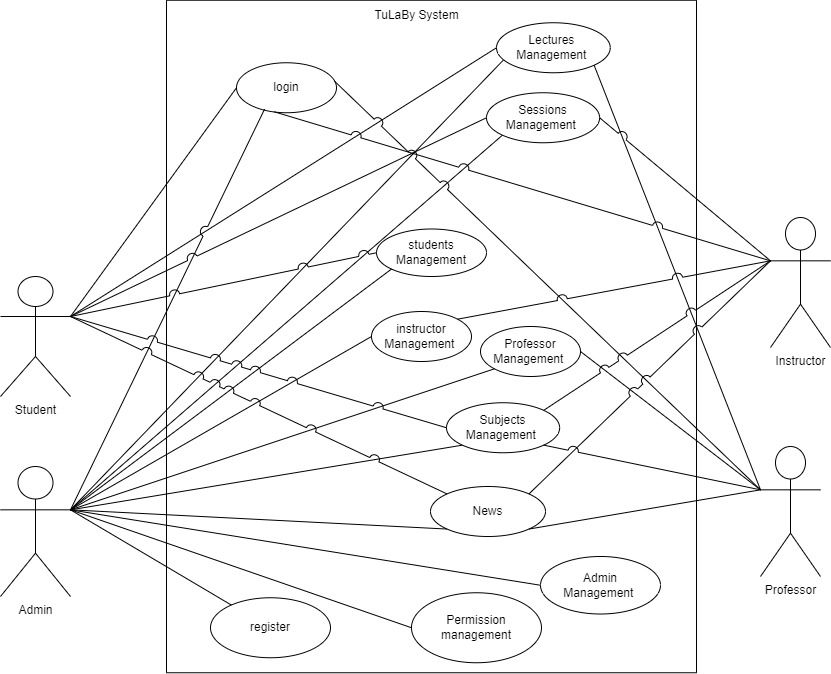 TuLaBy System
Lectures
Management
login
Sessions
Management
students
Management
instructor
Management
Professor
Management
Instructor
Student
Subjects
Management
News
Admin
Management
Professor
Admin
register
Permission
management